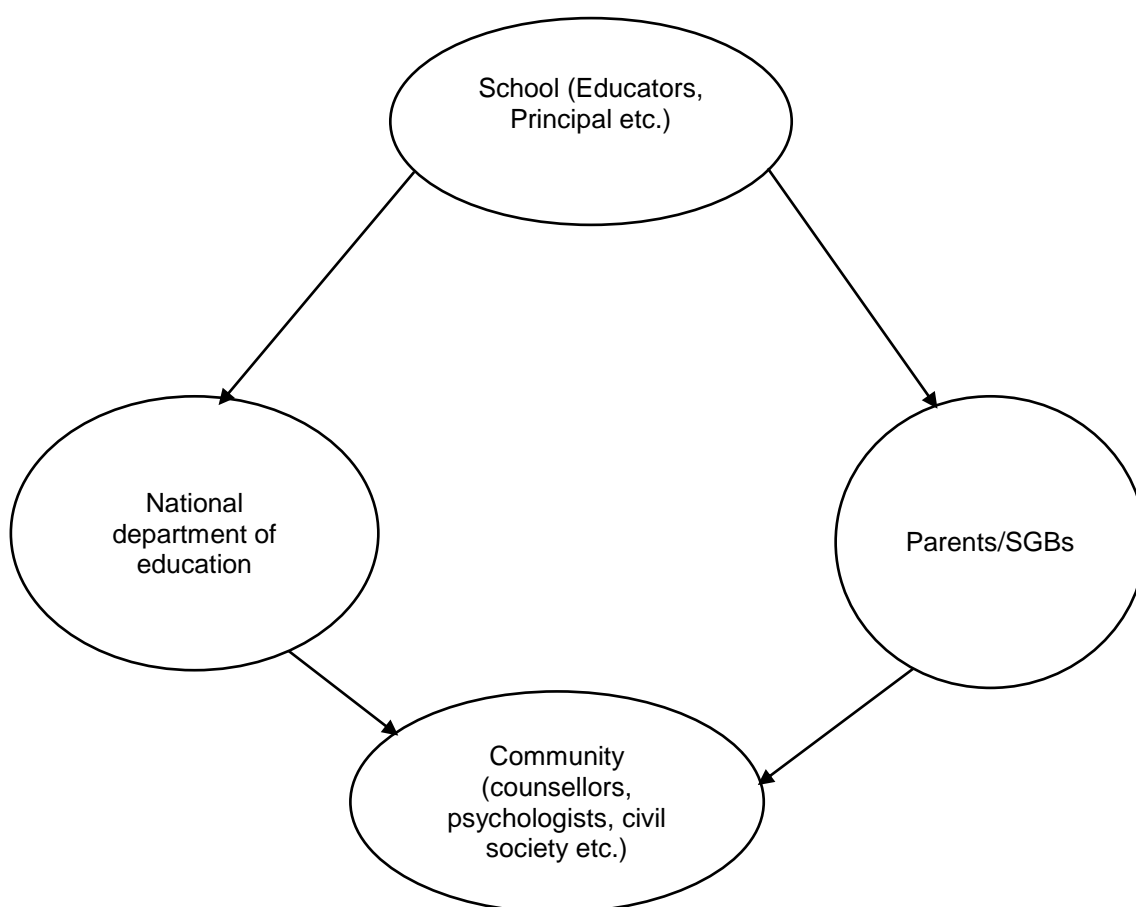 School (Educators,
Principal etc.)
National
department of
education
Parents/SGBs
Community
(counsellors,
psychologists, civil
society etc.)